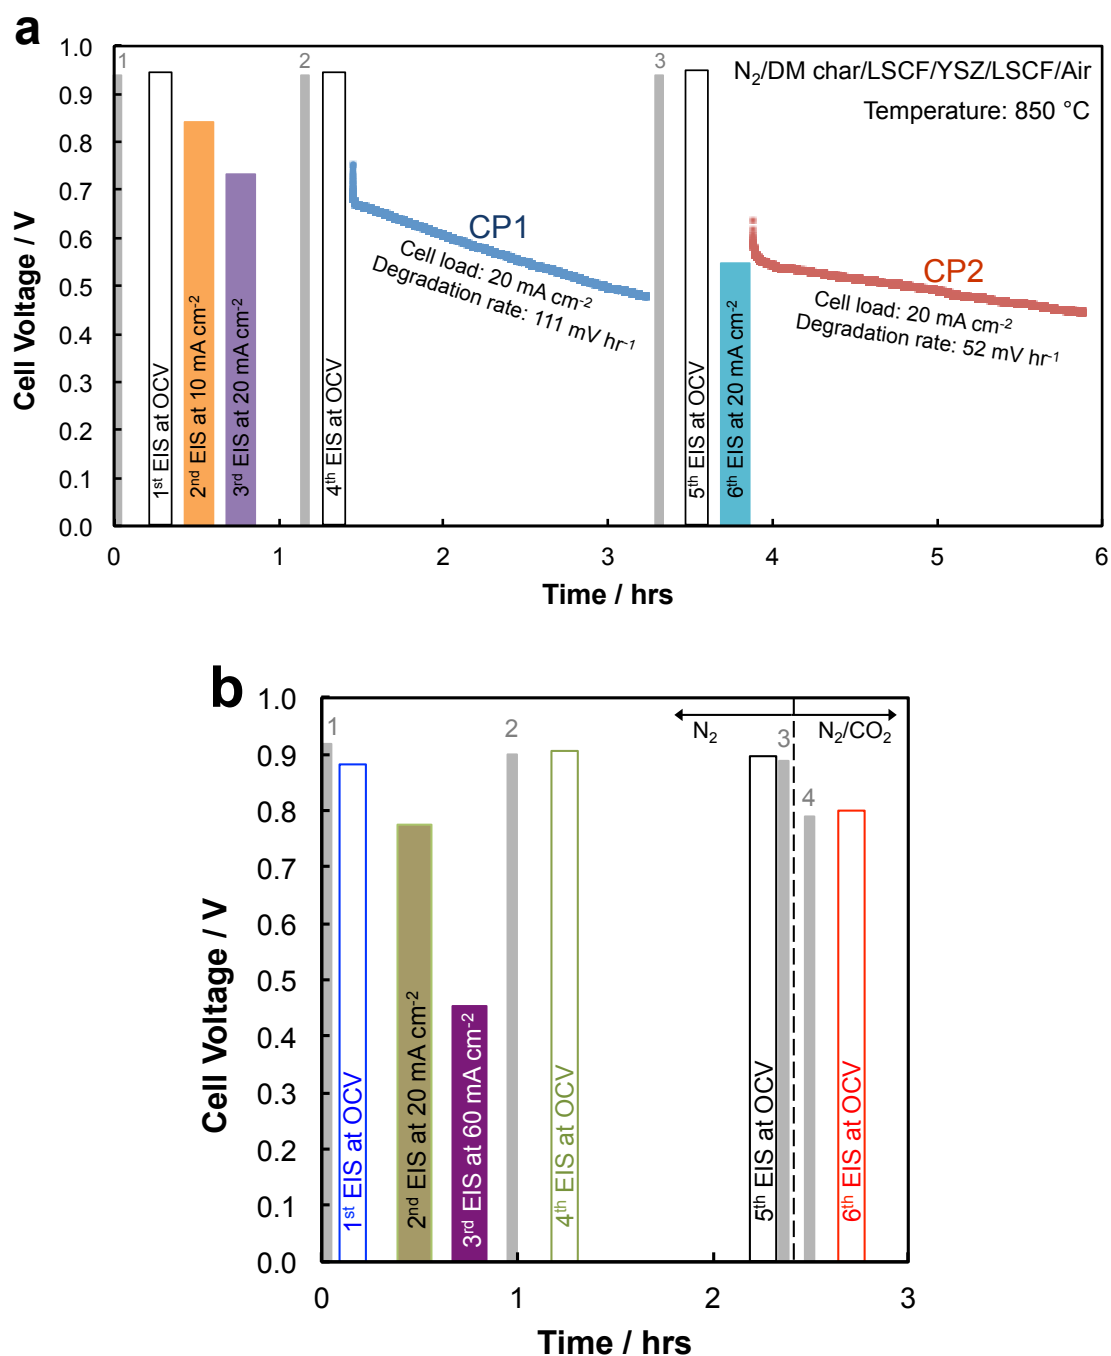 a
1.0
0.9
0.8
0.7
0.6
0.5
0.4
0.3
0.2
0.1
0.0
Cell Voltage / V
1
2
3
N₂/DM char/LSCF/YSZ/LSCF/Air
Temperature: 850 °C
1ˢᵗ EIS at OCV
2ⁿᵈ EIS at 10 mA cm⁻²
3ʳᵈ EIS at 20 mA cm⁻²
4ᵗʰ EIS at OCV
CP1
Cell load: 20 mA cm⁻²
Degradation rate: 111 mV hr⁻¹
5ᵗʰ EIS at OCV
6ᵗʰ EIS at 20 mA cm⁻²
CP2
Cell load: 20 mA cm⁻²
Degradation rate: 52 mV hr⁻¹
0 1 2 3 4 5 6
Time / hrs
b
1.0
0.9
0.8
0.7
0.6
0.5
0.4
0.3
0.2
0.1
0.0
Cell Voltage / V
1
2
3
4
N₂
N₂/CO₂
1ˢᵗ EIS at OCV
2ⁿᵈ EIS at 20 mA cm⁻²
3ʳᵈ EIS at 60 mA cm⁻²
4ᵗʰ EIS at OCV
5ᵗʰ EIS at OCV
6ᵗʰ EIS at OCV
0 1 2 3
Time / hrs